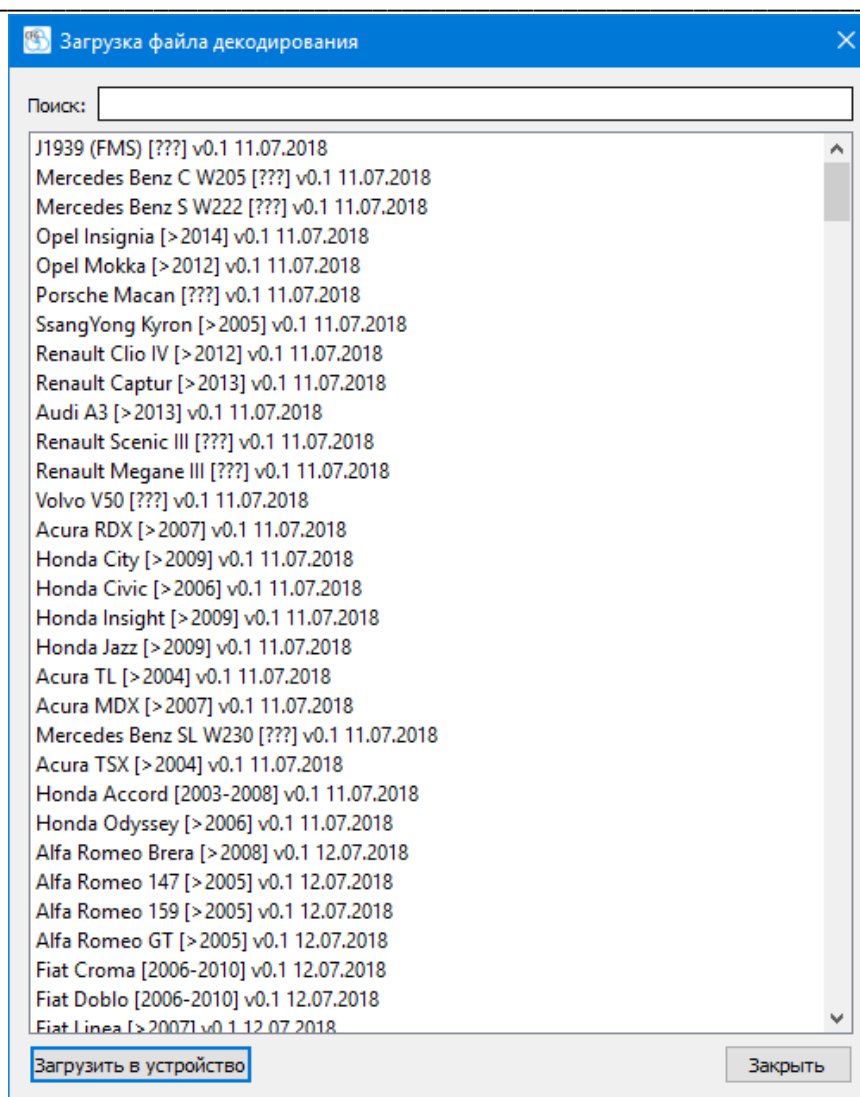 Загрузка файла декодирования
Поиск:
J1939 (FMS) [???] v0.1 11.07.2018
Mercedes Benz C W205 [???] v0.1 11.07.2018
Mercedes Benz S W222 [???] v0.1 11.07.2018
Opel Insignia [>2014] v0.1 11.07.2018
Opel Mokka [>2012] v0.1 11.07.2018
Porsche Macan [???] v0.1 11.07.2018
SsangYong Kyron [>2005] v0.1 11.07.2018
Renault Clio IV [>2012] v0.1 11.07.2018
Renault Captur [>2013] v0.1 11.07.2018
Audi A3 [>2013] v0.1 11.07.2018
Renault Scenic III [???] v0.1 11.07.2018
Renault Megane III [???] v0.1 11.07.2018
Volvo V50 [???] v0.1 11.07.2018
Acura RDX [>2007] v0.1 11.07.2018
Honda City [>2009] v0.1 11.07.2018
Honda Civic [>2006] v0.1 11.07.2018
Honda Insight [>2009] v0.1 11.07.2018
Honda Jazz [>2009] v0.1 11.07.2018
Acura TL [>2004] v0.1 11.07.2018
Acura MDX [>2007] v0.1 11.07.2018
Mercedes Benz SL W230 [???] v0.1 11.07.2018
Acura TSX [>2004] v0.1 11.07.2018
Honda Accord [2003-2008] v0.1 11.07.2018
Honda Odyssey [>2006] v0.1 11.07.2018
Alfa Romeo Brera [>2008] v0.1 12.07.2018
Alfa Romeo 147 [>2005] v0.1 12.07.2018
Alfa Romeo 159 [>2005] v0.1 12.07.2018
Alfa Romeo GT [>2005] v0.1 12.07.2018
Fiat Croma [2006-2010] v0.1 12.07.2018
Fiat Doblo [2006-2010] v0.1 12.07.2018
Fiat Linea [>2007] v0.1 12.07.2018
Загрузить в устройство
Закрыть